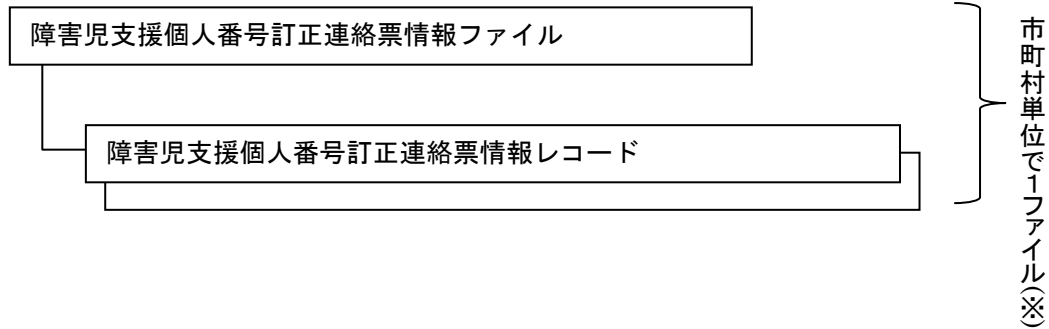 障害児支援個人番号訂正連絡票情報ファイル
障害児支援個人番号訂正連絡票情報レコード
市町村単位で1ファイル(※)